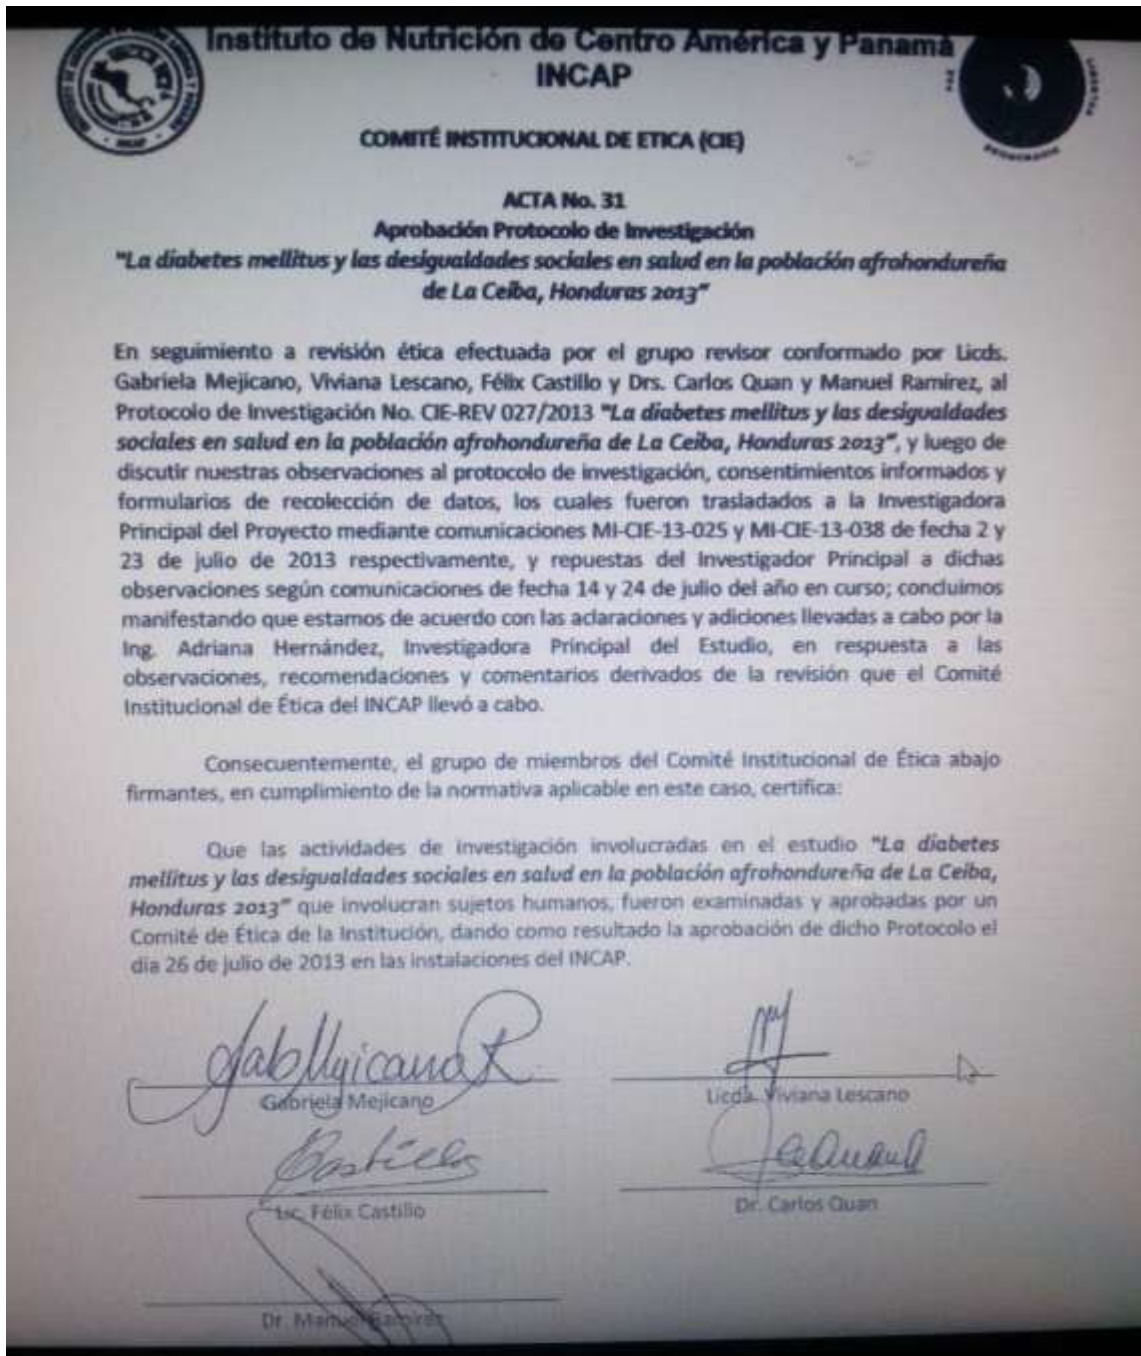 Instituto de Nutrición de Centro América y Panamá
INCAP
COMITÉ INSTITUCIONAL DE ETICA (CIE)
ACTA No. 31
Aprobación Protocolo de Investigación
"La diabetes mellitus y las desigualdades sociales en salud en la población afrohondureña
de La Ceiba, Honduras 2013"
En seguimiento a revisión ética efectuada por el grupo revisor conformado por Licds.
Gabriela Mejicano, Viviana Lescano, Félix Castillo y Drs. Carlos Quan y Manuel Ramírez, al
Protocolo de Investigación No. CIE-REV 027/2013 "La diabetes mellitus y las desigualdades
sociales en salud en la población afrohondureña de La Ceiba, Honduras 2013", y luego de
discutir nuestras observaciones al protocolo de investigación, consentimientos informados y
formularios de recolección de datos, los cuales fueron trasladados a la Investigadora
Principal del Proyecto mediante comunicaciones MI-CIE-13-025 y MI-CIE-13-038 de fecha 2 y
23 de julio de 2013 respectivamente, y repuestas del Investigador Principal a dichas
observaciones según comunicaciones de fecha 14 y 24 de julio del año en curso; concluimos
manifestando que estamos de acuerdo con las aclaraciones y adiciones llevadas a cabo por la
Ing. Adriana Hernández, Investigadora Principal del Estudio, en respuesta a las
observaciones, recomendaciones y comentarios derivados de la revisión que el Comité
Institucional de Ética del INCAP llevó a cabo.
Consecuentemente, el grupo de miembros del Comité Institucional de Ética abajo
firmantes, en cumplimiento de la normativa aplicable en este caso, certifica:
Que las actividades de investigación involucradas en el estudio "La diabetes
mellitus y las desigualdades sociales en salud en la población afrohondureña de La Ceiba,
Honduras 2013" que involucran sujetos humanos, fueron examinadas y aprobadas por un
Comité de Ética de la Institución, dando como resultado la aprobación de dicho Protocolo el
día 26 de julio de 2013 en las instalaciones del INCAP.
Gabriela Mejicano
Licda. Viviana Lescano
Lic. Félix Castillo
Dr. Carlos Quan
Dr. Manuel Ramírez